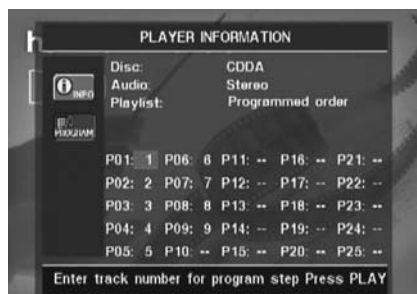 PLAYER INFORMATION
Disc: CDDA
Audio: Stereo
Playlist: Programmed order
INFO
PROGRAM
P01: 1 P06: 6 P11: -- P16: -- P21: --
P02: 2 P07: 7 P12: -- P17: -- P22: --
P03: 3 P08: 8 P13: -- P18: -- P23: --
P04: 4 P09: 9 P14: -- P19: -- P24: --
P05: 5 P10: -- P15: -- P20: -- P25: --
Enter track number for program step Press PLAY